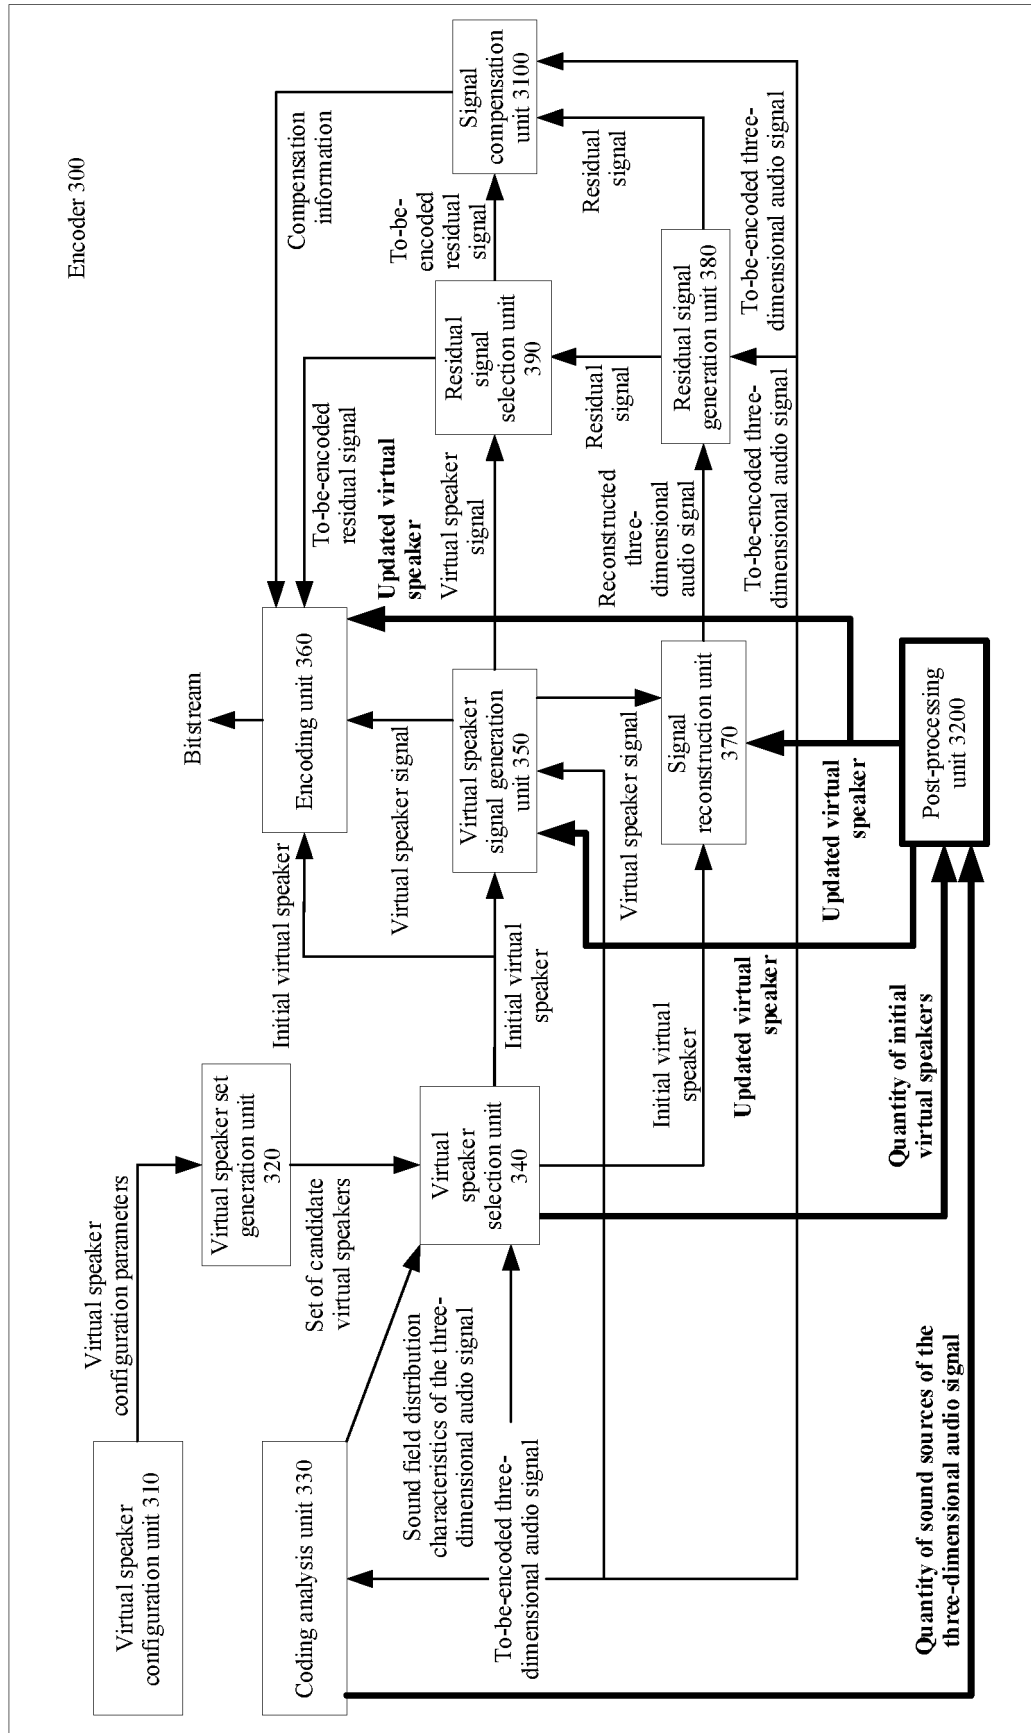 Encoder 300
Virtual speaker
configuration unit 310
Virtual speaker
configuration parameters
Virtual speaker set
generation unit
320
Set of candidate
virtual speakers
Coding analysis unit 330
Sound field distribution
characteristics of the three-
dimensional audio signal
To-be-encoded three-
dimensional audio signal
Virtual
speaker
selection unit
340
Initial virtual speaker
Initial virtual
speaker
Initial virtual
speaker
Updated virtual
speaker
Quantity of initial
virtual speakers
Quantity of sound sources of the
three-dimensional audio signal
Bitstream
Encoding unit 360
Virtual speaker signal
Virtual speaker
signal generation
unit 350
Virtual speaker signal
Signal
reconstruction unit
370
Updated virtual
speaker
Post-processing
unit 3200
Compensation
information
To-be-encoded
residual signal
Updated virtual
speaker
Virtual speaker
signal
Reconstructed
three-
dimensional
audio signal
To-be-encoded three-
dimensional audio signal
Residual
signal
selection unit
390
Residual
signal
Residual signal
generation unit 380
To-be-
encoded
residual
signal
Residual
signal
To-be-encoded three-
dimensional audio signal
Signal
compensation
unit 3100